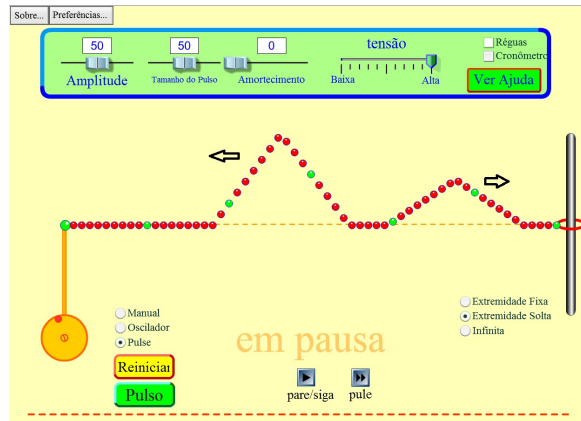 Sobre... Preferências...
50 50 0 tensão Réguas
Cronômetro
Amplitude Tamanho do Pulso Amortecimento Baixa Alta Ver Ajuda
Manual
Oscilador
Pulse
Extremidade Fixa
Extremidade Solta
Infinita
em pausa
Reiniciar
Pulso
pare/siga pule